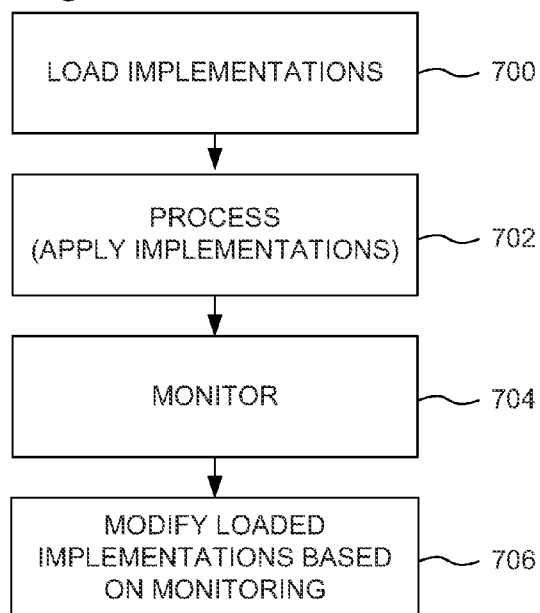 LOAD IMPLEMENTATIONS
700
PROCESS
(APPLY IMPLEMENTATIONS)
702
MONITOR
704
MODIFY LOADED
IMPLEMENTATIONS BASED
ON MONITORING
706